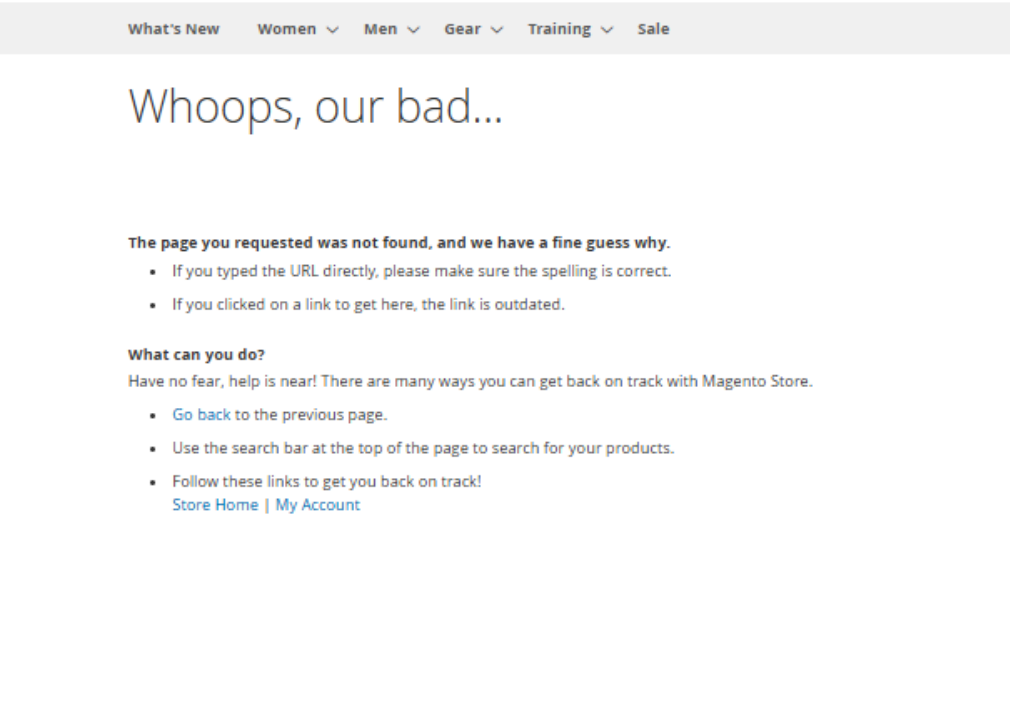 What's New Women Men Gear Training Sale
Whoops, our bad...
The page you requested was not found, and we have a fine guess why.
• If you typed the URL directly, please make sure the spelling is correct.
• If you clicked on a link to get here, the link is outdated.
What can you do?
Have no fear, help is near! There are many ways you can get back on track with Magento Store.
• Go back to the previous page.
• Use the search bar at the top of the page to search for your products.
• Follow these links to get you back on track!
Store Home | My Account